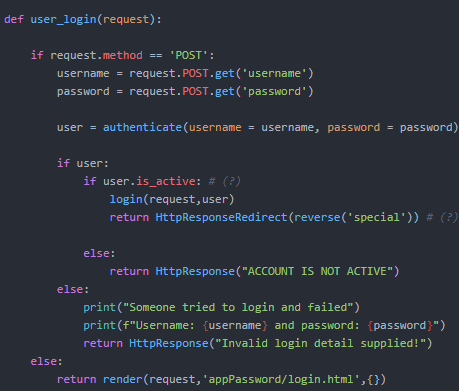 def user_login(request):
if request.method == 'POST':
username = request.POST.get('username')
password = request.POST.get('password')
user = authenticate(username = username, password = password)
if user:
if user.is_active: # (?)
login(request,user)
return HttpResponseRedirect(reverse('special')) # (?)
else:
return HttpResponse("ACCOUNT IS NOT ACTIVE")
else:
print("Someone tried to login and failed")
print(f"Username: {username} and password: {password}")
return HttpResponse("Invalid login detail supplied!")
else:
return render(request,'appPassword/login.html',{})